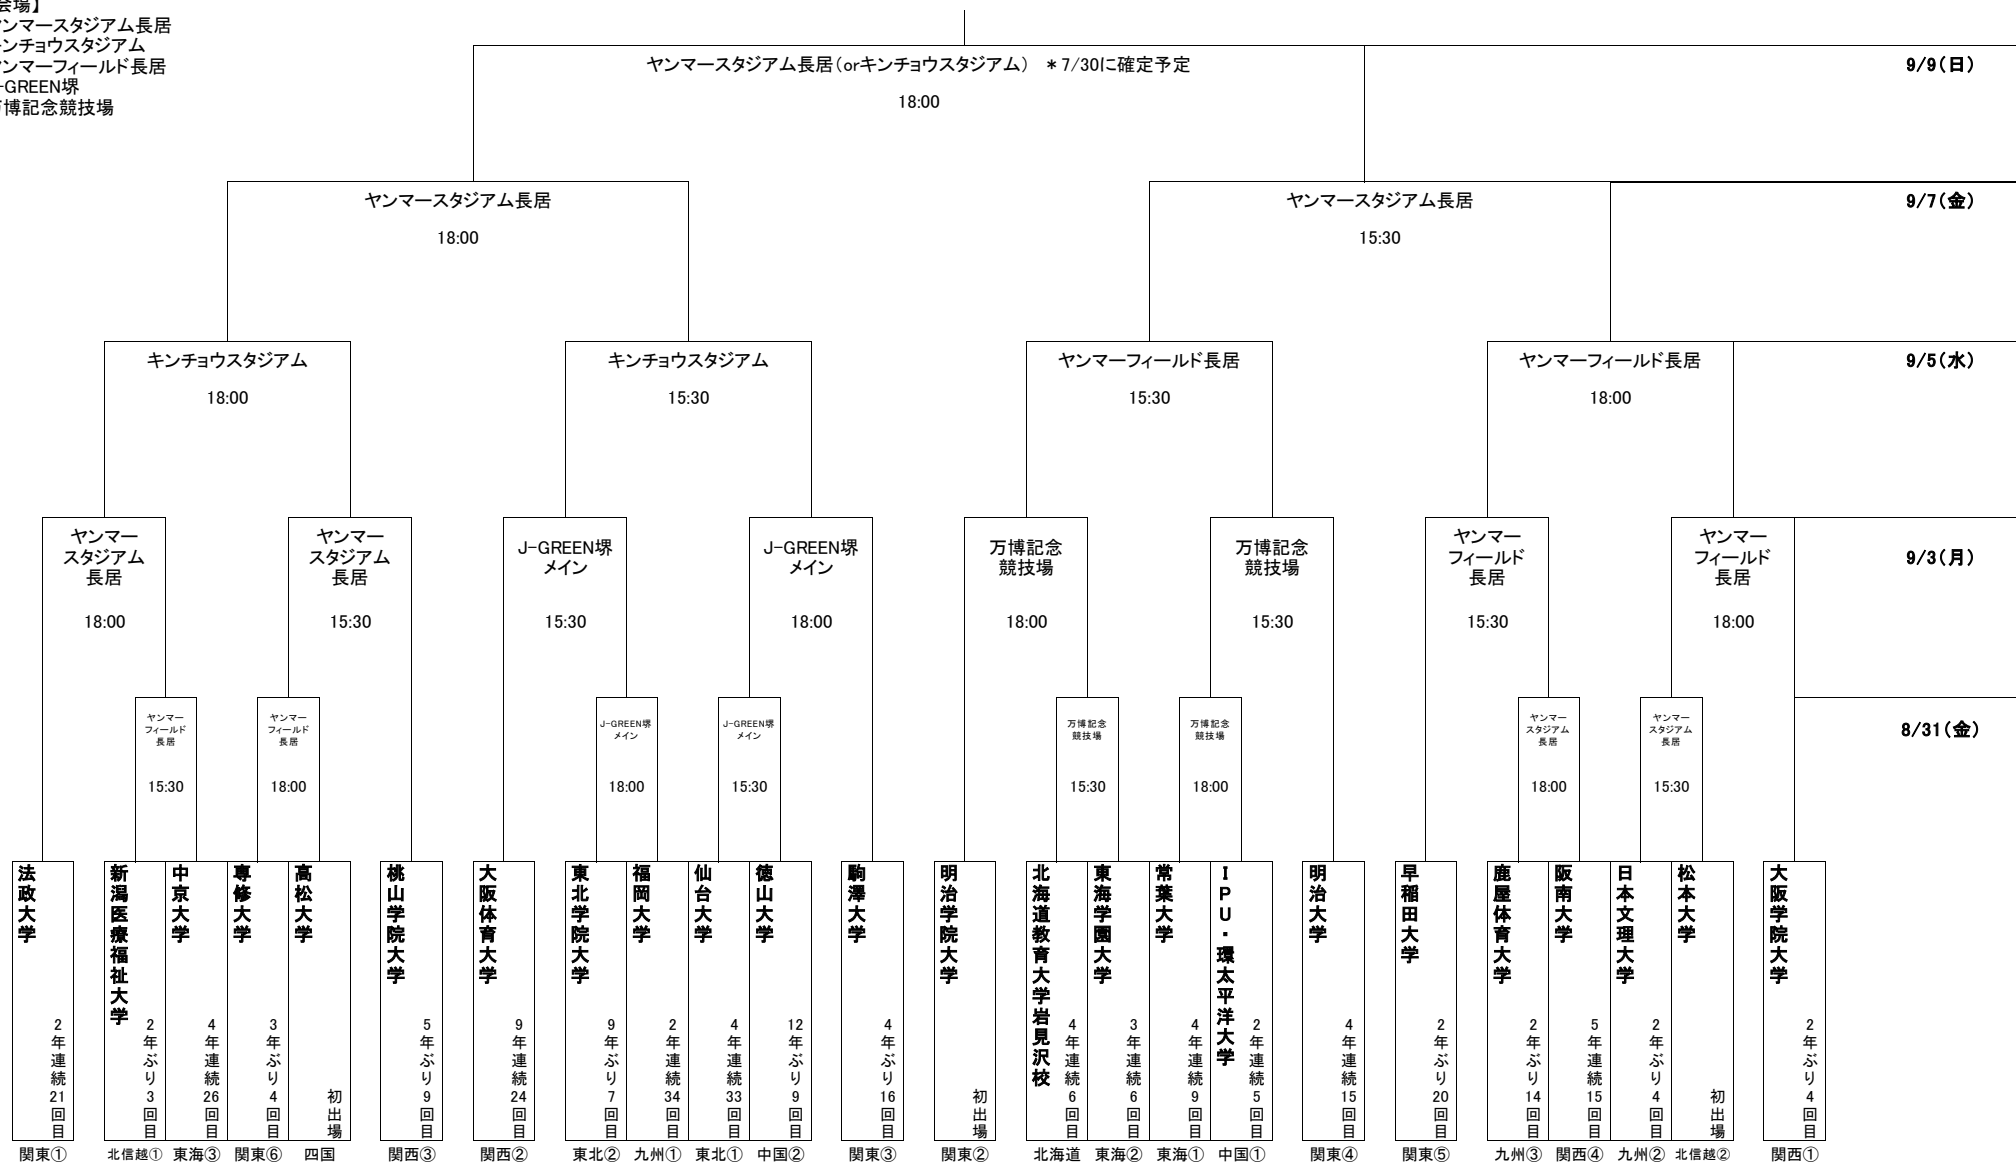 会場】
ヤンマースタジアム長居
キンチョウスタジアム
ヤンマーフィールド長居
J-GREEN堺
万博記念競技場
ヤンマースタジアム長居（orキンチョウスタジアム）　＊7/30に確定予定
18:00
9/9（日）
ヤンマースタジアム長居
18:00
ヤンマースタジアム長居
15:30
9/7（金）
キンチョウスタジアム
18:00
キンチョウスタジアム
15:30
ヤンマーフィールド長居
15:30
ヤンマーフィールド長居
18:00
9/5（水）
ヤンマー
スタジアム
長居
18:00
ヤンマー
スタジアム
長居
15:30
J-GREEN堺
メイン
15:30
J-GREEN堺
メイン
18:00
万博記念
競技場
18:00
万博記念
競技場
15:30
ヤンマー
フィールド
長居
15:30
ヤンマー
フィールド
長居
18:00
9/3（月）
ヤンマー
フィールド
長居
15:30
ヤンマー
フィールド
長居
18:00
J-GREEN堺
メイン
18:00
J-GREEN堺
メイン
15:30
万博記念
競技場
15:30
万博記念
競技場
18:00
ヤンマー
スタジアム
長居
18:00
ヤンマー
スタジアム
長居
15:30
8/31（金）
法政大学
2年連続21回目
関東①
新潟医療福祉大学
2年ぶり3回目
北信越①
中京大学
4年連続26回目
東海③
専修大学
3年ぶり4回目
関東⑥
高松大学
初出場
四国
桃山学院大学
5年ぶり9回目
関西③
大阪体育大学
9年連続24回目
関西②
東北学院大学
9年ぶり7回目
東北②
福岡大学
2年連続34回目
九州①
仙台大学
4年連続33回目
東北①
徳山大学
12年ぶり9回目
中国②
駒澤大学
4年ぶり16回目
関東③
明治学院大学
初出場
関東②
北海道教育大学岩見沢校
4年連続6回目
北海道
東海学園大学
3年連続6回目
東海②
常葉大学
4年連続9回目
東海①
IPU・環太平洋大学
2年連続5回目
中国①
明治大学
4年連続15回目
関東④
早稲田大学
2年ぶり20回目
関東⑤
鹿屋体育大学
2年ぶり14回目
九州③
阪南大学
5年連続15回目
関西④
日本文理大学
2年ぶり4回目
九州②
松本大学
初出場
北信越②
大阪学院大学
2年ぶり4回目
関西①